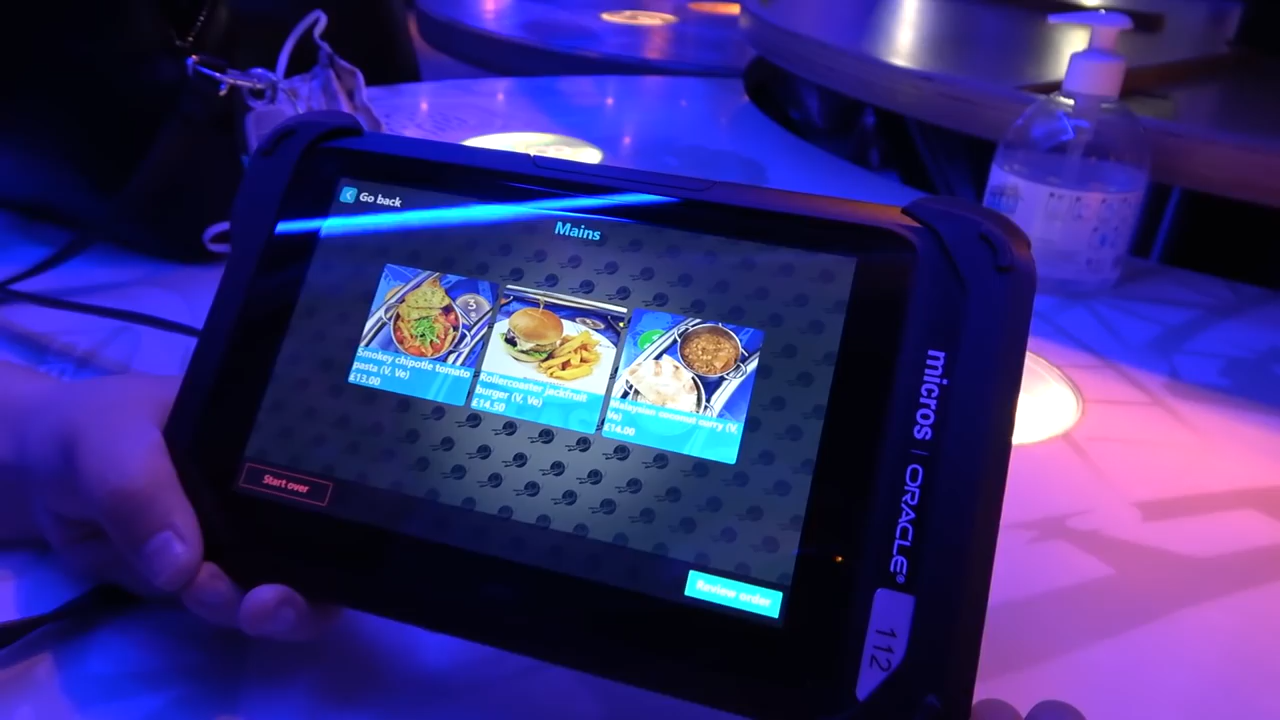 Go back
Mains
Smokey chipotle tomato
pasta (V, Ve)
£13.00
Rollercoaster jackfruit
burger (V, Ve)
£14.50
Malaysian coconut curry (V,
Ve)
£14.00
Start over
Review order
micros | ORACLE®
112
3